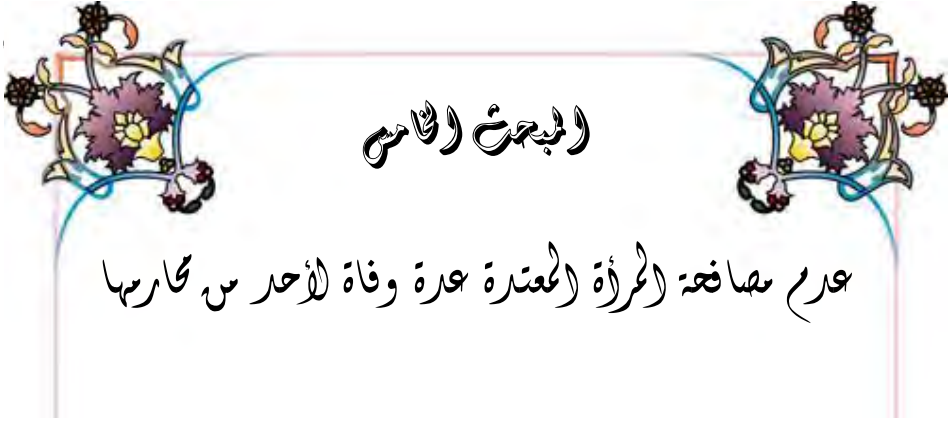 المبحث الخامس
عدم مصافحة المرأة المعتدة عدة وفاة لأحد من محارمها